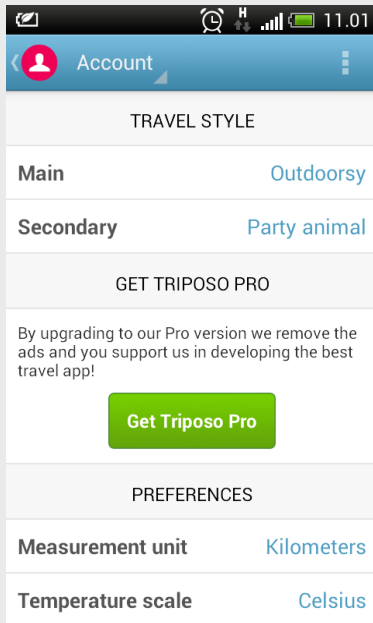 H 11.01
Account
TRAVEL STYLE
Main Outdoorsy
Secondary Party animal
GET TRIPOSO PRO
By upgrading to our Pro version we remove the
ads and you support us in developing the best
travel app!
Get Triposo Pro
PREFERENCES
Measurement unit Kilometers
Temperature scale Celsius